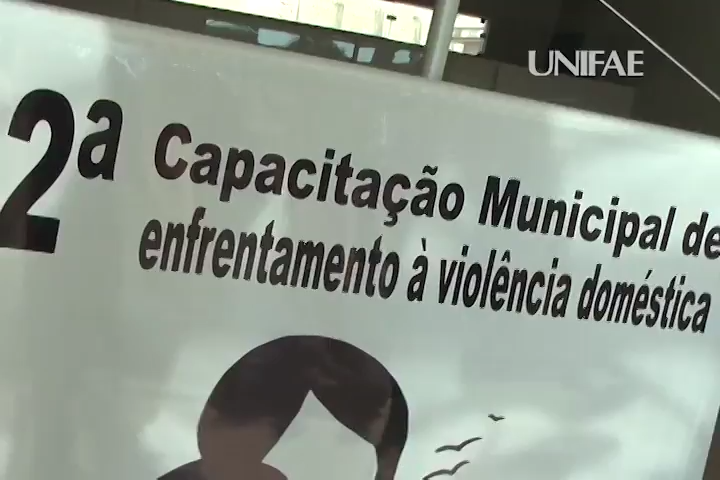 UNIFAE
2ª Capacitação Municipal de
enfrentamento à violência doméstica